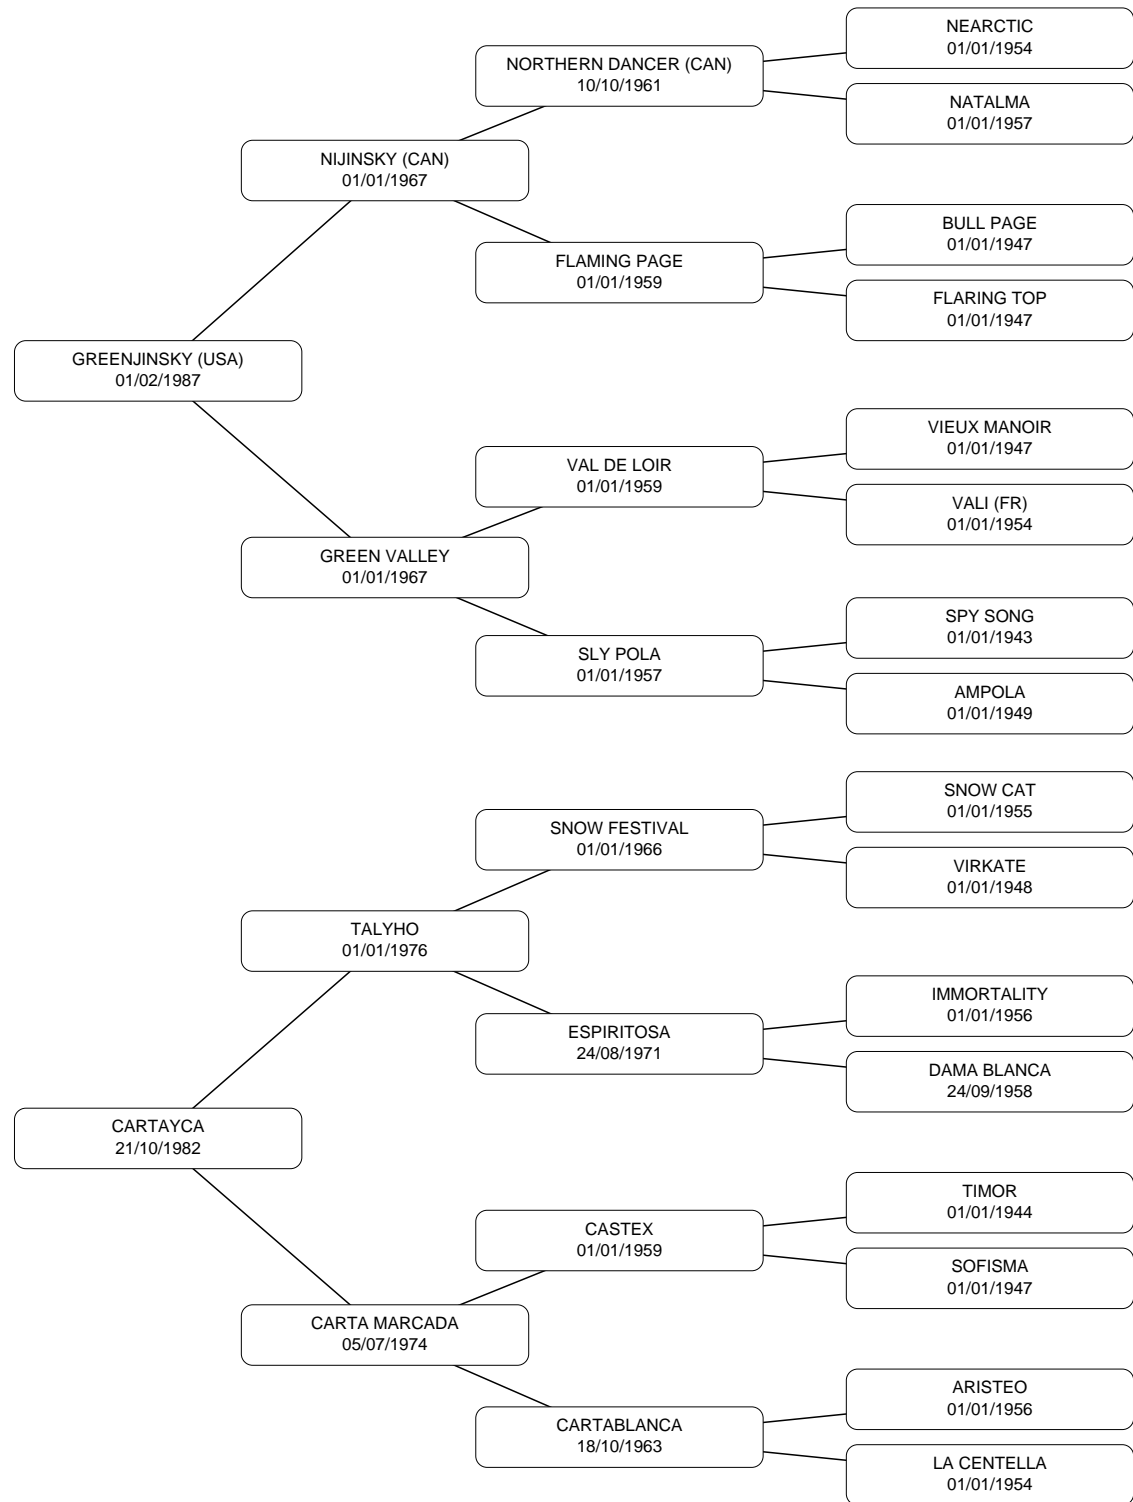 NEARCTIC
01/01/1954
NORTHERN DANCER (CAN)
10/10/1961
NATALMA
01/01/1957
NIJINSKY (CAN)
01/01/1967
BULL PAGE
01/01/1947
FLAMING PAGE
01/01/1959
FLARING TOP
01/01/1947
GREENJINSKY (USA)
01/02/1987
VIEUX MANOIR
01/01/1947
VAL DE LOIR
01/01/1959
VALI (FR)
01/01/1954
GREEN VALLEY
01/01/1967
SPY SONG
01/01/1943
SLY POLA
01/01/1957
AMPOLA
01/01/1949
SNOW CAT
01/01/1955
SNOW FESTIVAL
01/01/1966
VIRKATE
01/01/1948
TALYHO
01/01/1976
IMMORTALITY
01/01/1956
ESPIRITOSA
24/08/1971
DAMA BLANCA
24/09/1958
CARTAYCA
21/10/1982
TIMOR
01/01/1944
CASTEX
01/01/1959
SOFISMA
01/01/1947
CARTA MARCADA
05/07/1974
ARISTEO
01/01/1956
CARTABLANCA
18/10/1963
LA CENTELLA
01/01/1954